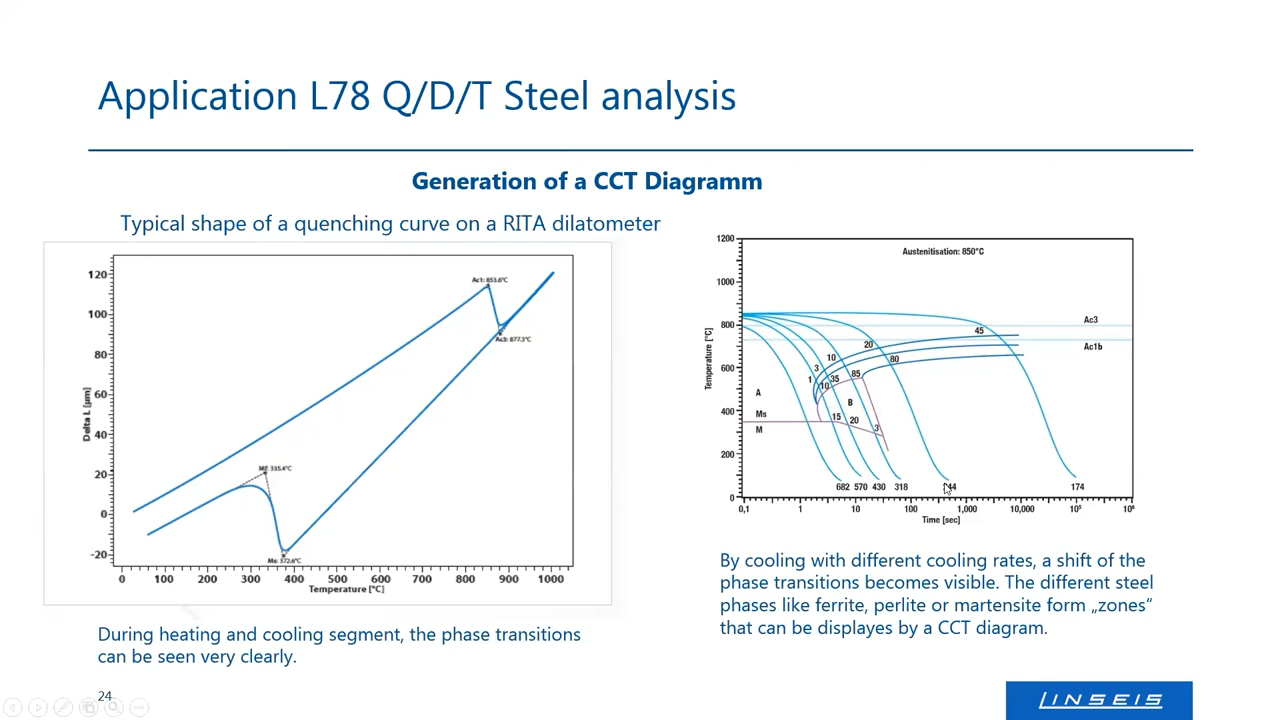 Application L78 Q/D/T Steel analysis
Generation of a CCT Diagramm
Typical shape of a quenching curve on a RITA dilatometer
120
100
80
60
40
20
0
-20
Delta L [µm]
Ac1: 853.6°C
Ac3: 877.3°C
Mf: 335.4°C
Ms: 372.6°C
0 100 200 300 400 500 600 700 800 900 1000
Temperature [°C]
During heating and cooling segment, the phase transitions
can be seen very clearly.
1200
1000
800
600
400
200
0
Temperature [°C]
Austenitisation: 850°C
Ac3
Ac1b
45
20
10
80
3
1
10
35
85
A
B
Ms
M
15
20
3
682 570 430 318 174
0,1 1 10 100 1,000 10,000 10⁵ 10⁶
Time [sec]
By cooling with different cooling rates, a shift of the
phase transitions becomes visible. The different steel
phases like ferrite, perlite or martensite form „zones“
that can be displayes by a CCT diagram.
24
LINSEIS